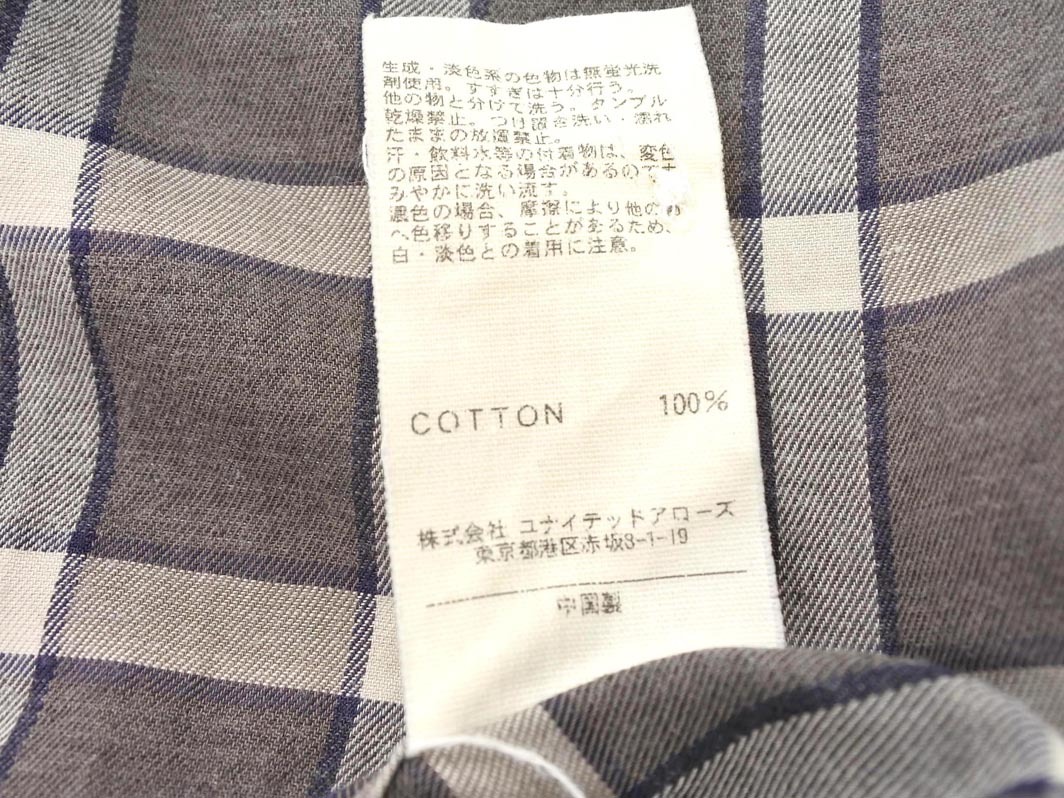 生成・淡色系の色物は無蛍光洗
剤使用。すすぎは十分行う。
他の物と分けて洗う。タンブル
乾燥禁止。つけ置き洗い・濡れ
たままの放置禁止。
汗・飲料水等の付着物は、変色
の原因となる場合があるので
みやかに洗い流す。
濃色の場合、摩擦により他の
へ色移りすることがあるため、
白・淡色との着用に注意。
COTTON 100%
株式会社 ユナイテッドアローズ
東京都港区赤坂8-1-19
中国製